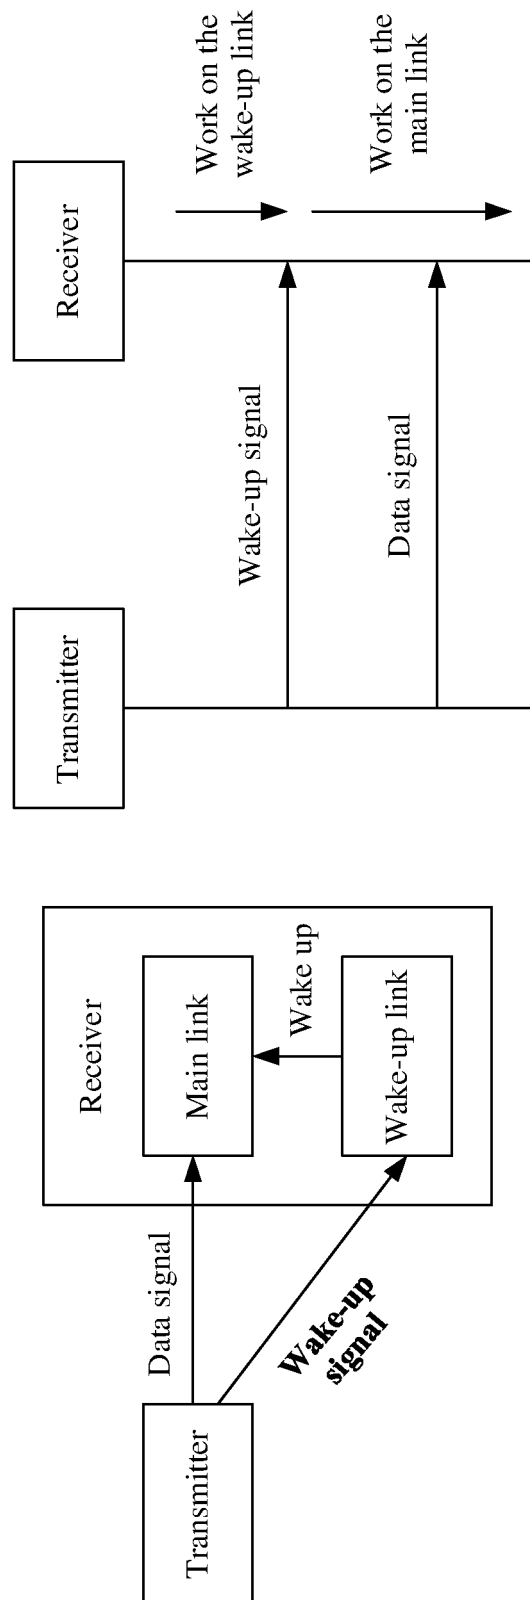 Receiver
Data signal
Main link
Transmitter
Wake up
Wake-up
signal
Wake-up link
Transmitter
Receiver
Work on the
wake-up link
Wake-up signal
Work on the
main link
Data signal